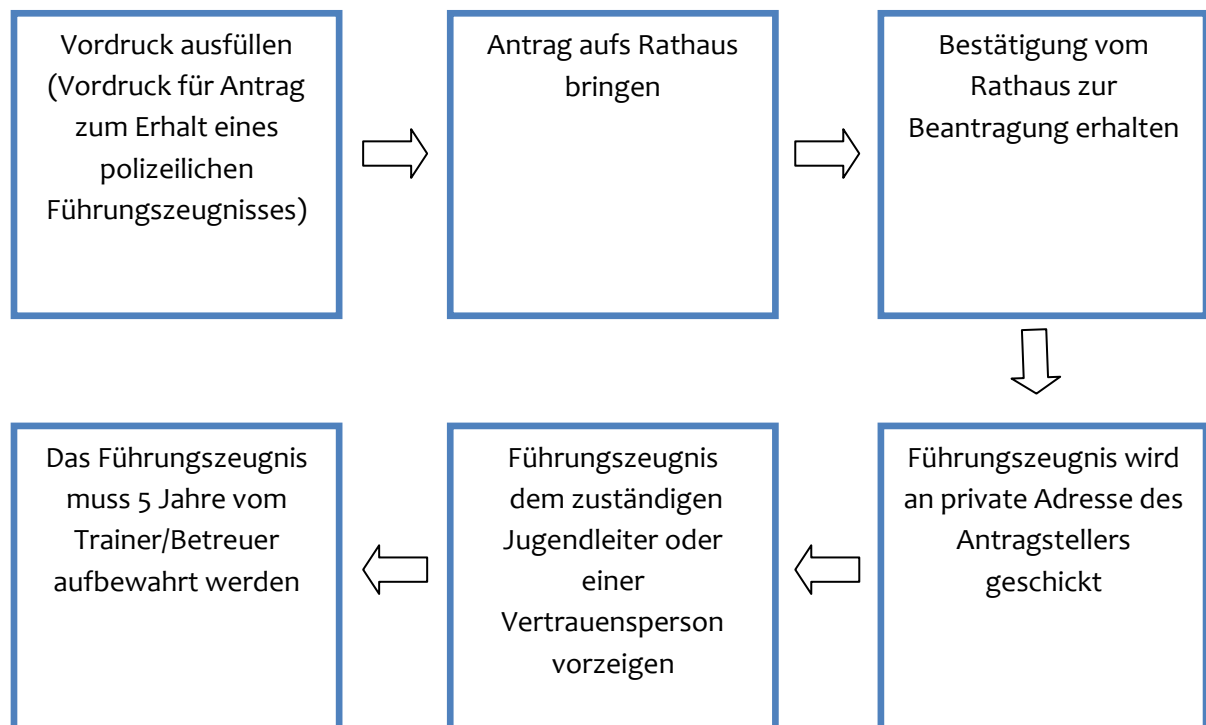 Vordruck ausfüllen
(Vordruck für Antrag
zum Erhalt eines
polizeilichen
Führungszeugnisses)
Antrag aufs Rathaus
bringen
Bestätigung vom
Rathaus zur
Beantragung erhalten
Führungszeugnis wird
an private Adresse des
Antragstellers
geschickt
Führungszeugnis
dem zuständigen
Jugendleiter oder
einer
Vertrauensperson
vorzeigen
Das Führungszeugnis
muss 5 Jahre vom
Trainer/Betreuer
aufbewahrt werden